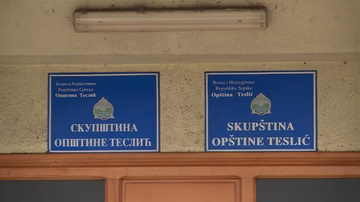 Босна и Херцеговина
Република Српска
Општина Теслић
СКУПШТИНА
ОПШТИНЕ ТЕСЛИЋ
Bosna i Hercegovina
Republika Srpska
Opština Teslić
SKUPŠTINA
OPŠTINE TESLIĆ